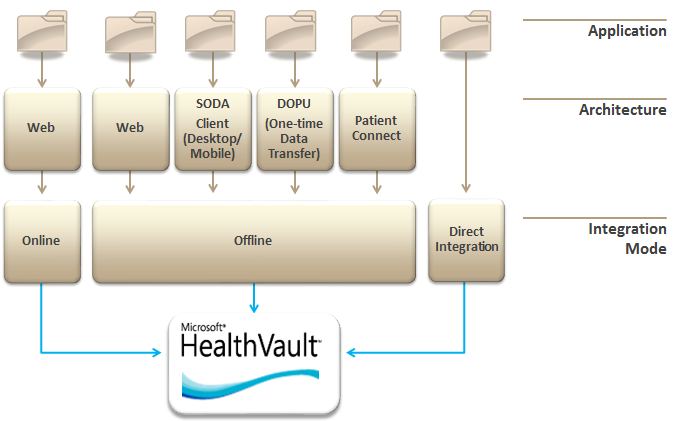 Application
Architecture
Web
Web
SODA
Client
(Desktop/
Mobile)
DOPU
(One-time
Data
Transfer)
Patient
Connect
Integration
Mode
Online
Offline
Direct
Integration
Microsoft®
HealthVault™